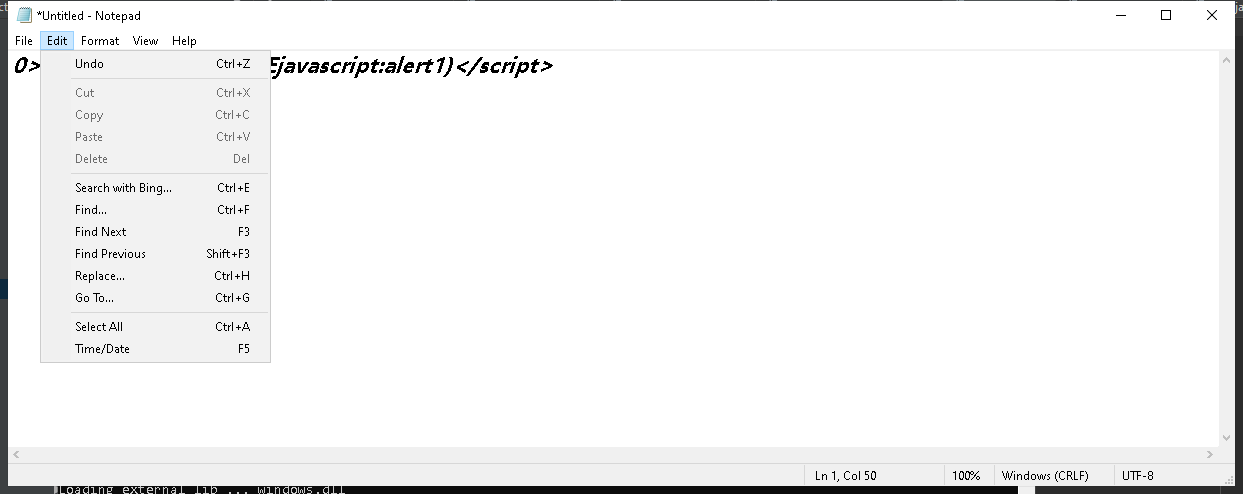 *Untitled - Notepad
File Edit Format View Help
0> Ejavascript:alert1)</script>
Undo Ctrl+Z
Cut Ctrl+X
Copy Ctrl+C
Paste Ctrl+V
Delete Del
Search with Bing... Ctrl+E
Find... Ctrl+F
Find Next F3
Find Previous Shift+F3
Replace... Ctrl+H
Go To... Ctrl+G
Select All Ctrl+A
Time/Date F5
Ln 1, Col 50 100% Windows (CRLF) UTF-8
Loading external lib ... windows.dll